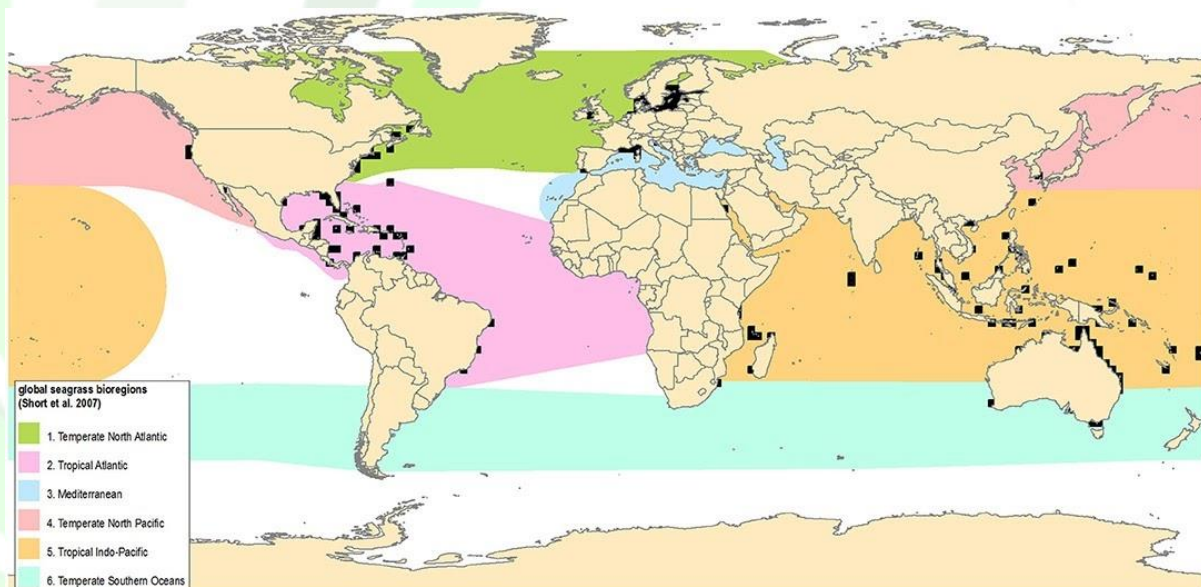 global seagrass bioregions
(Short et al. 2007)
1. Temperate North Atlantic
2. Tropical Atlantic
3. Mediterranean
4. Temperate North Pacific
5. Tropical Indo-Pacific
6. Temperate Southern Oceans